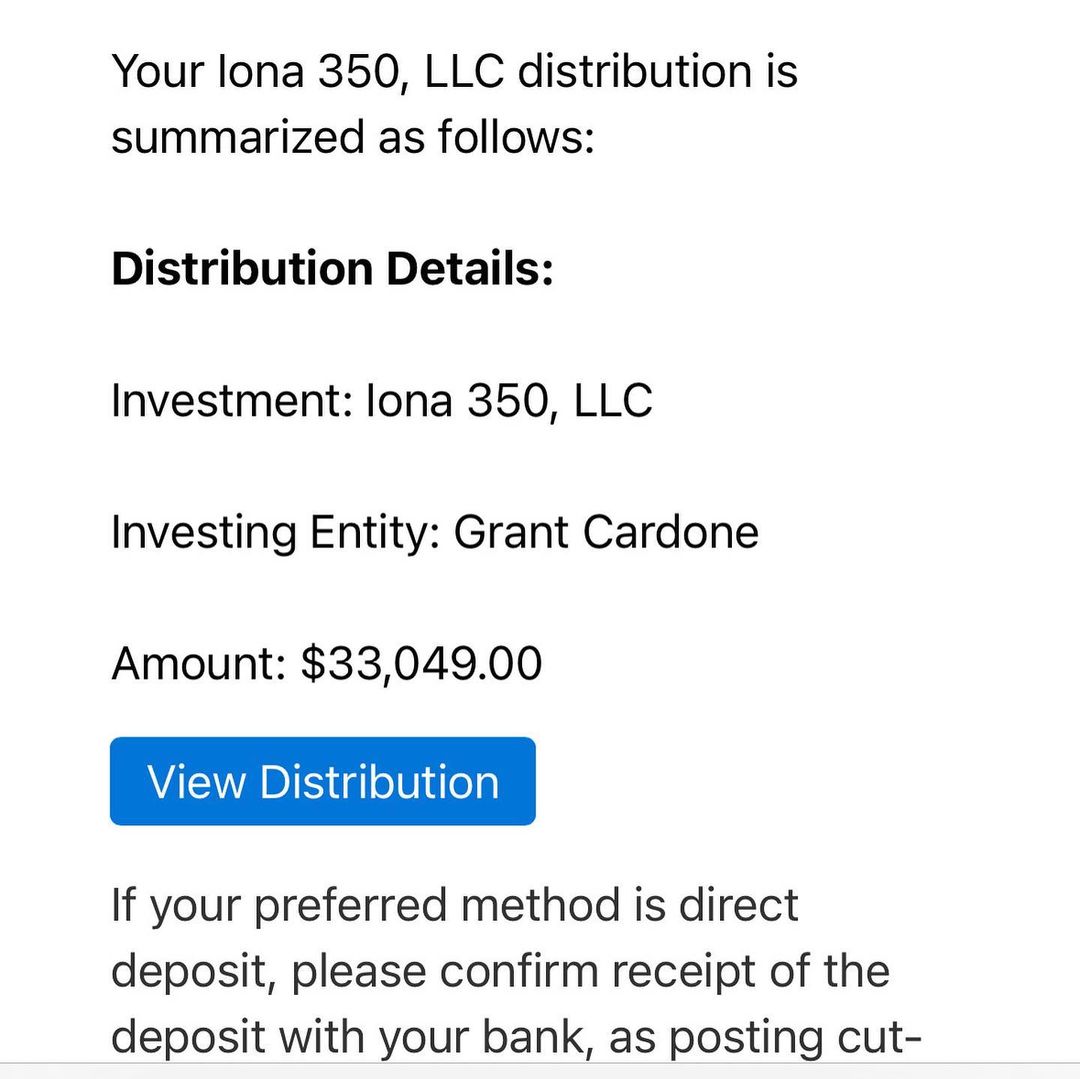 Your Iona 350, LLC distribution is
summarized as follows:
Distribution Details:
Investment: Iona 350, LLC
Investing Entity: Grant Cardone
Amount: $33,049.00
View Distribution
If your preferred method is direct
deposit, please confirm receipt of the
deposit with your bank, as posting cut-